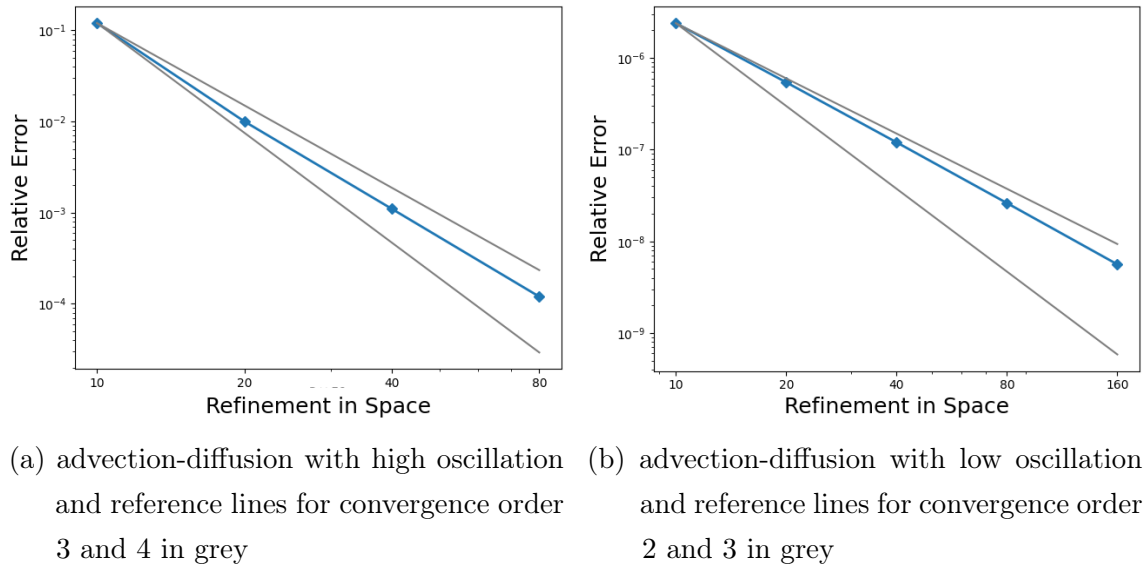 10⁻¹
10⁻²
10⁻³
10⁻⁴
Relative Error
10 20 40 80
Refinement in Space
10⁻⁶
10⁻⁷
10⁻⁸
10⁻⁹
Relative Error
10 20 40 80 160
Refinement in Space
(a) advection-diffusion with high oscillation
and reference lines for convergence order
3 and 4 in grey
(b) advection-diffusion with low oscillation
and reference lines for convergence order
2 and 3 in grey